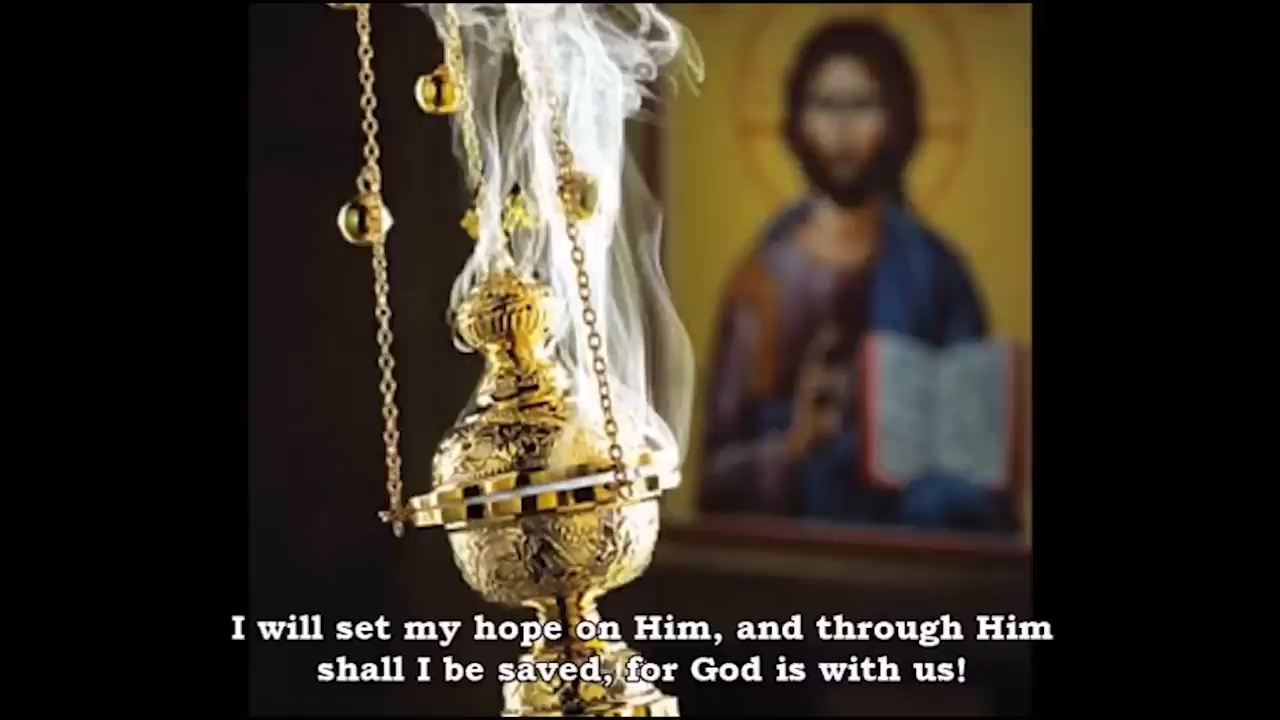 I will set my hope on Him, and through Him
shall I be saved, for God is with us!